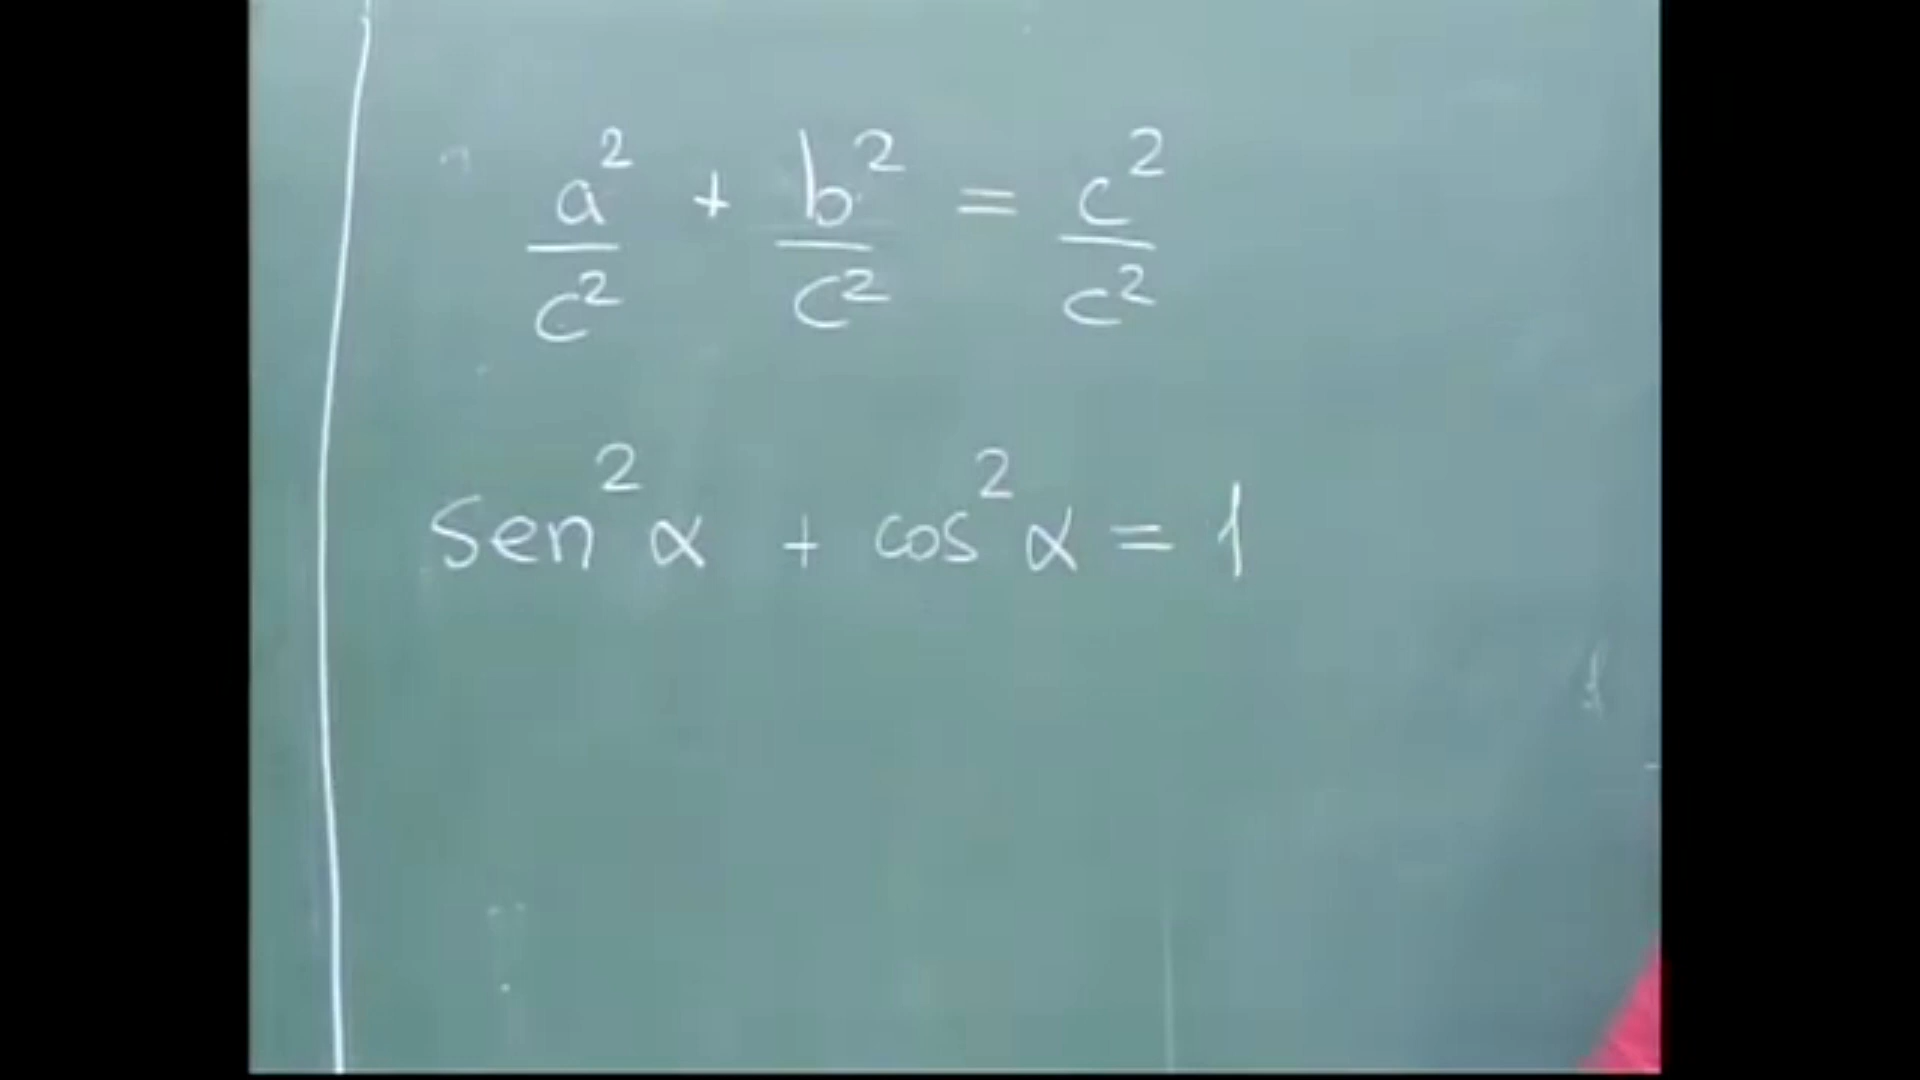 a²/c² + b²/c² = c²/c²
sen²α + cos²α = 1